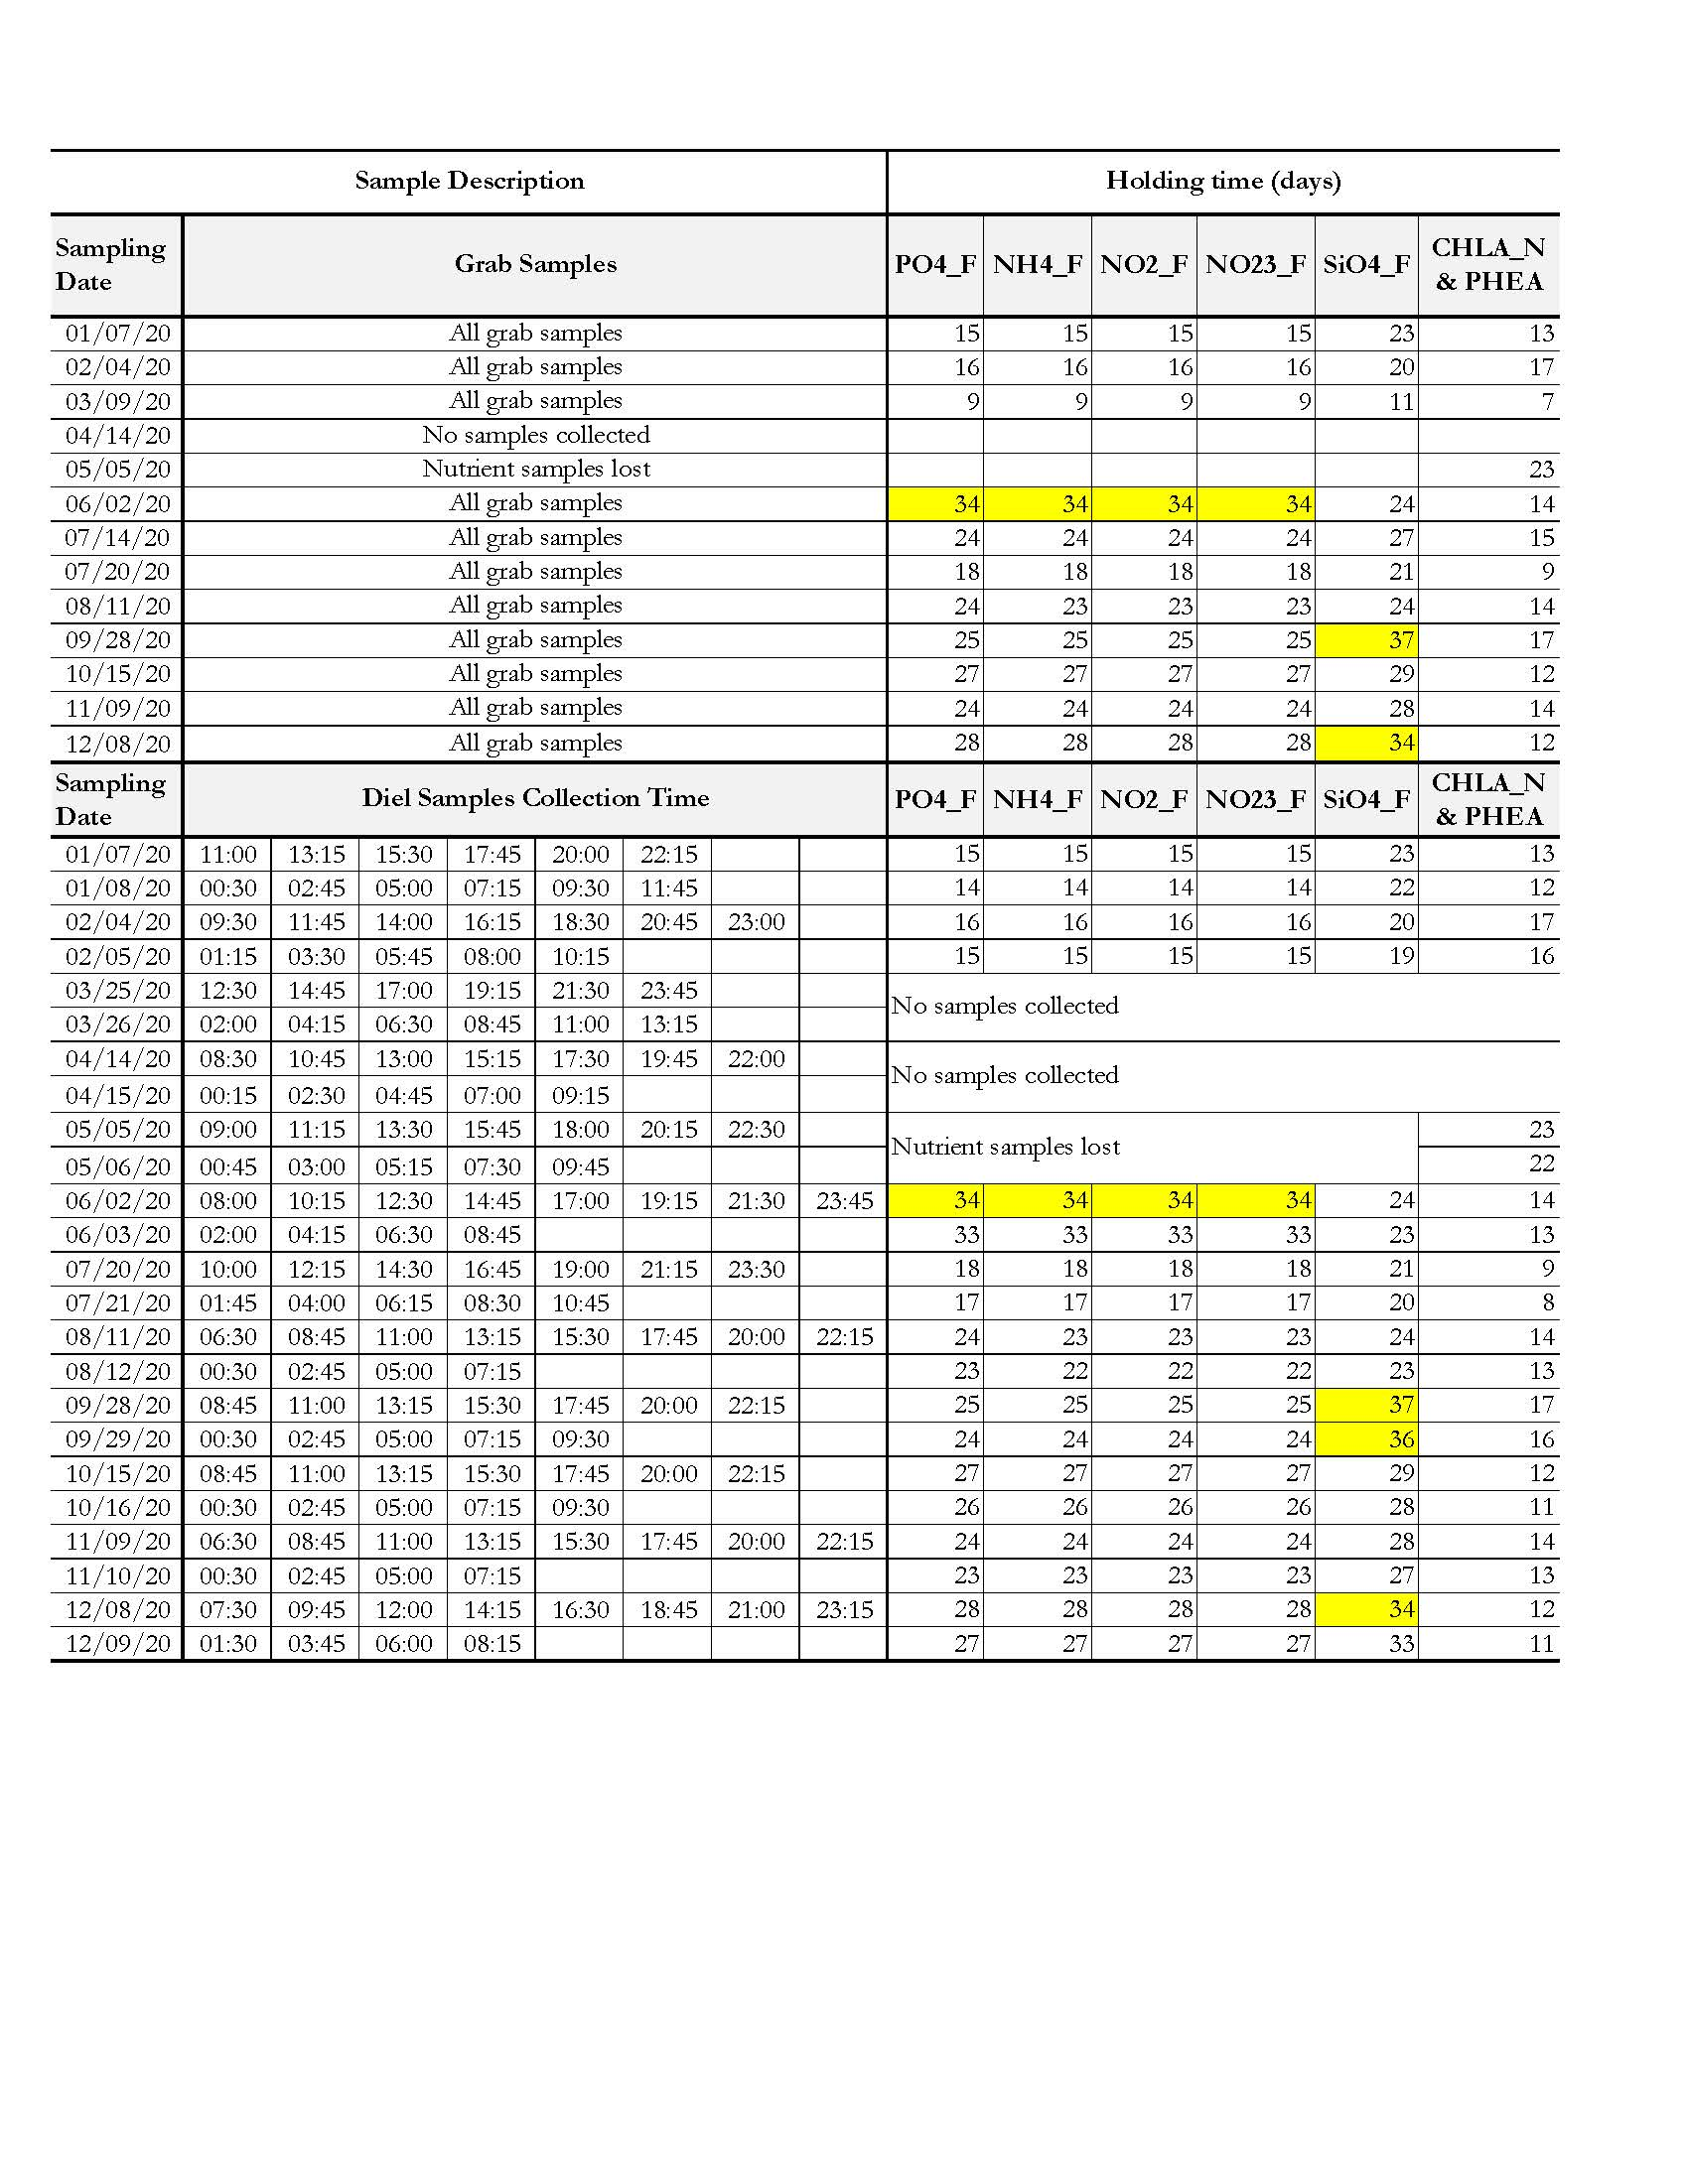 Sample Description Holding time (days)
Sampling Date Grab Samples PO4_F NH4_F NO2_F NO23_F SiO4_F CHLA_N & PHEA
01/07/20 All grab samples 15 15 15 15 23 13
02/04/20 All grab samples 16 16 16 16 20 17
03/09/20 All grab samples 9 9 9 9 11 7
04/14/20 No samples collected
05/05/20 Nutrient samples lost 23
06/02/20 All grab samples 34 34 34 34 24 14
07/14/20 All grab samples 24 24 24 24 27 15
07/20/20 All grab samples 18 18 18 18 21 9
08/11/20 All grab samples 24 23 23 23 24 14
09/28/20 All grab samples 25 25 25 25 37 17
10/15/20 All grab samples 27 27 27 27 29 12
11/09/20 All grab samples 24 24 24 24 28 14
12/08/20 All grab samples 28 28 28 28 34 12
Sampling Date Diel Samples Collection Time PO4_F NH4_F NO2_F NO23_F SiO4_F CHLA_N & PHEA
01/07/20 11:00 13:15 15:30 17:45 20:00 22:15 15 15 15 15 23 13
01/08/20 00:30 02:45 05:00 07:15 09:30 11:45 14 14 14 14 22 12
02/04/20 09:30 11:45 14:00 16:15 18:30 20:45 23:00 16 16 16 16 20 17
02/05/20 01:15 03:30 05:45 08:00 10:15 15 15 15 15 19 16
03/25/20 12:30 14:45 17:00 19:15 21:30 23:45
No samples collected
03/26/20 02:00 04:15 06:30 08:45 11:00 13:15
04/14/20 08:30 10:45 13:00 15:15 17:30 19:45 22:00
No samples collected
04/15/20 00:15 02:30 04:45 07:00 09:15
05/05/20 09:00 11:15 13:30 15:45 18:00 20:15 22:30 23
Nutrient samples lost
05/06/20 00:45 03:00 05:15 07:30 09:45 22
06/02/20 08:00 10:15 12:30 14:45 17:00 19:15 21:30 23:45 34 34 34 34 24 14
06/03/20 02:00 04:15 06:30 08:45 33 33 33 33 23 13
07/20/20 10:00 12:15 14:30 16:45 19:00 21:15 23:30 18 18 18 18 21 9
07/21/20 01:45 04:00 06:15 08:30 10:45 17 17 17 17 20 8
08/11/20 06:30 08:45 11:00 13:15 15:30 17:45 20:00 22:15 24 23 23 23 24 14
08/12/20 00:30 02:45 05:00 07:15 23 22 22 22 23 13
09/28/20 08:45 11:00 13:15 15:30 17:45 20:00 22:15 25 25 25 25 37 17
09/29/20 00:30 02:45 05:00 07:15 09:30 24 24 24 24 36 16
10/15/20 08:45 11:00 13:15 15:30 17:45 20:00 22:15 27 27 27 27 29 12
10/16/20 00:30 02:45 05:00 07:15 09:30 26 26 26 26 28 11
11/09/20 06:30 08:45 11:00 13:15 15:30 17:45 20:00 22:15 24 24 24 24 28 14
11/10/20 00:30 02:45 05:00 07:15 23 23 23 23 27 13
12/08/20 07:30 09:45 12:00 14:15 16:30 18:45 21:00 23:15 28 28 28 28 34 12
12/09/20 01:30 03:45 06:00 08:15 27 27 27 27 33 11